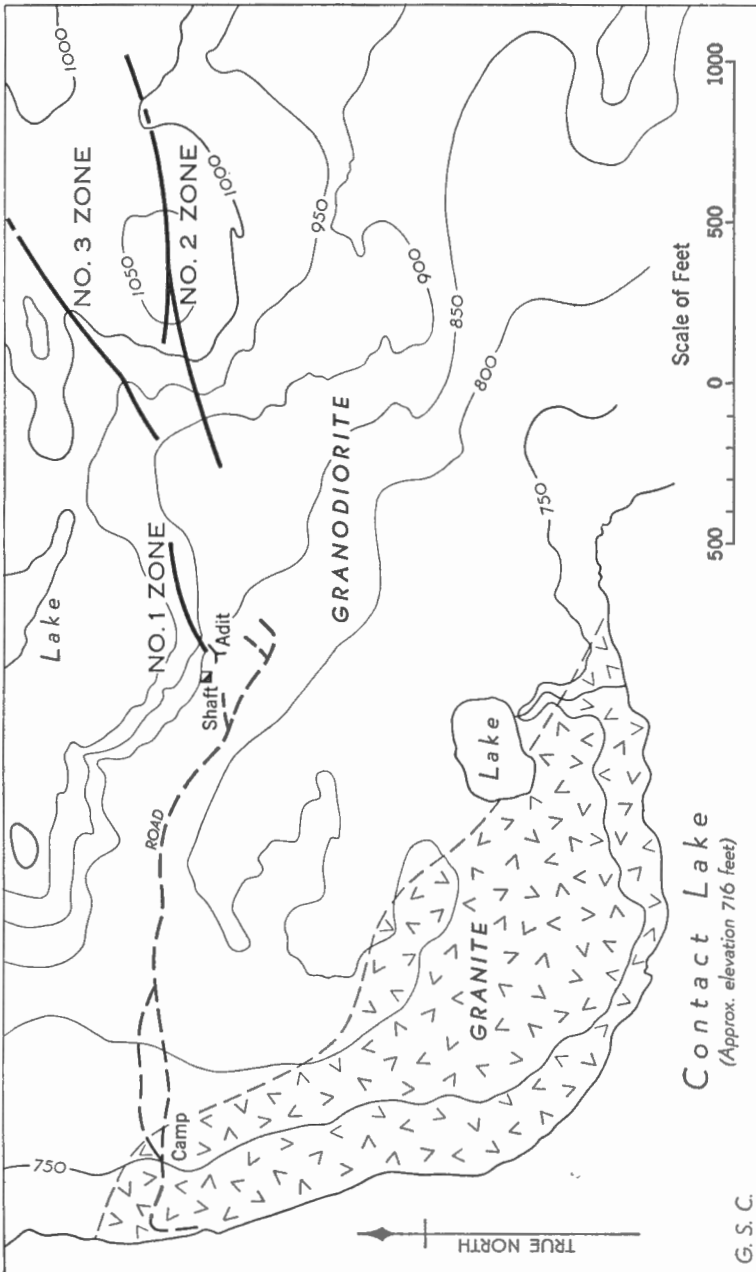 1000
NO. 3 ZONE
NO. 2 ZONE
1000
1050
950
900
850
800
750
Lake
NO. 1 ZONE
Shaft
Adit
ROAD
GRANODIORITE
Lake
GRANITE
Camp
750
Contact Lake
(Approx. elevation 716 feet)
TRUE NORTH
Scale of Feet
500 0 500 1000
G. S. C.